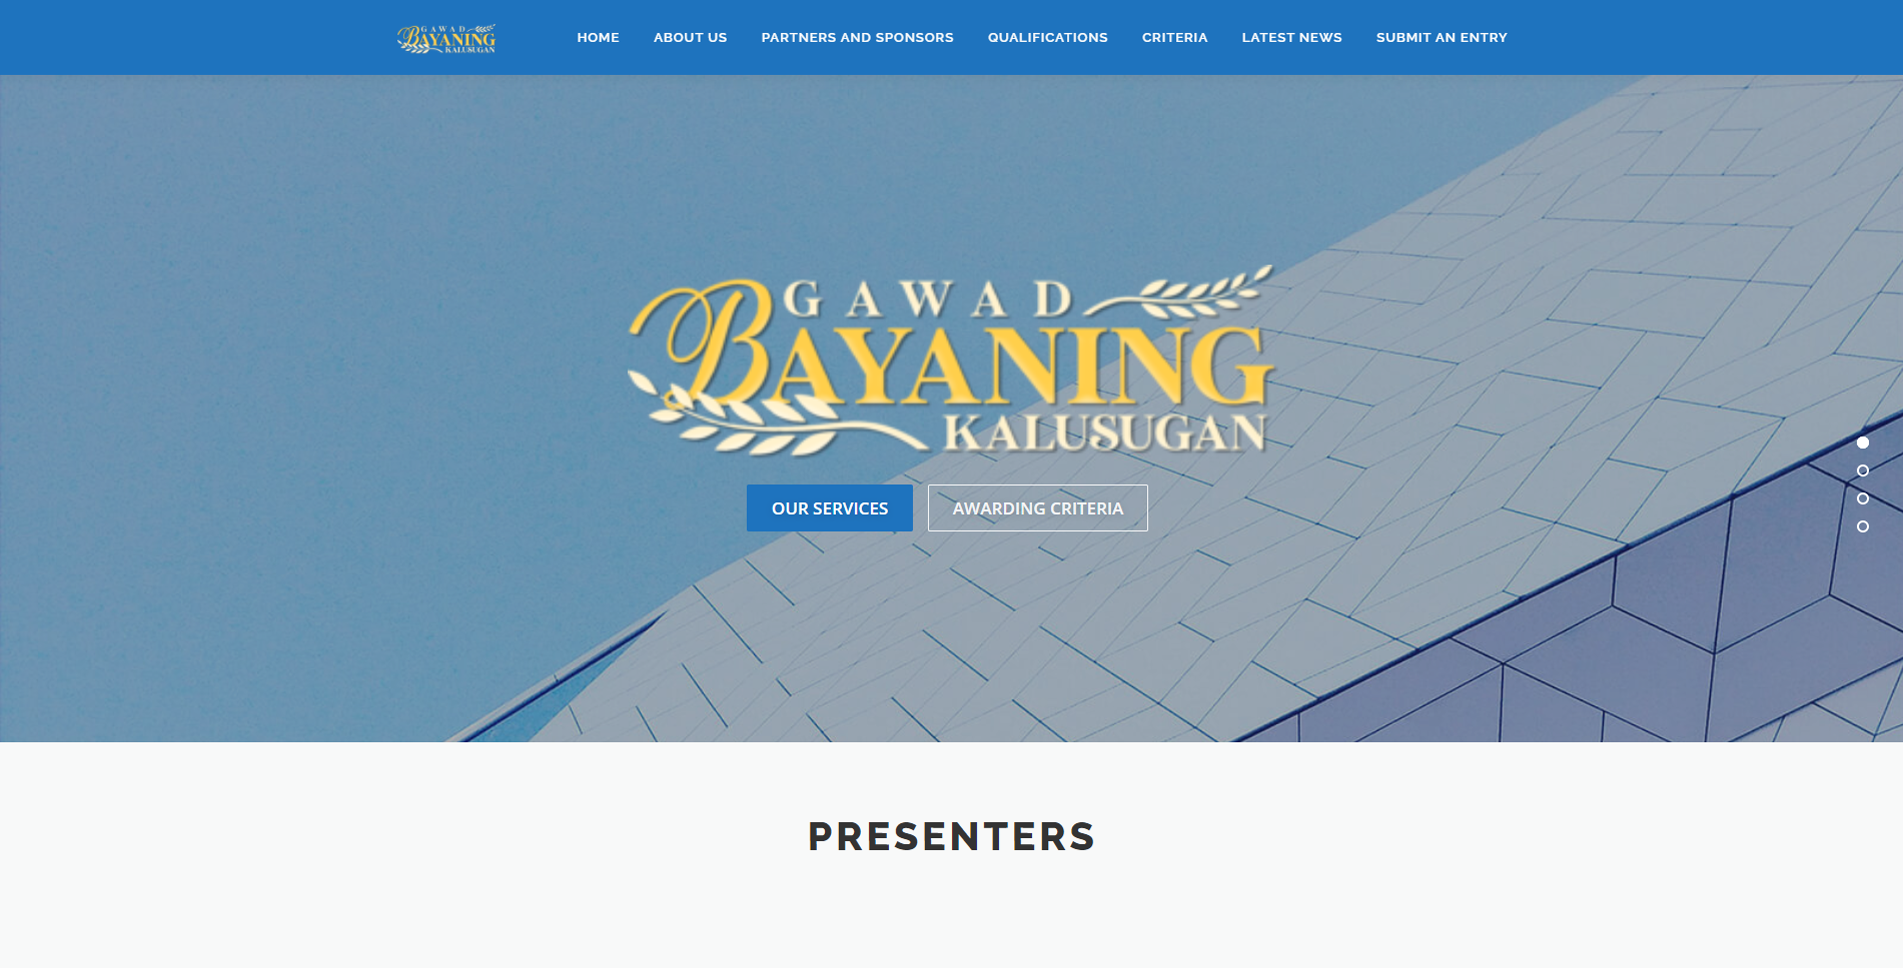 GAWAD
BAYANING
KALUSUGAN
HOME
ABOUT US
PARTNERS AND SPONSORS
QUALIFICATIONS
CRITERIA
LATEST NEWS
SUBMIT AN ENTRY
GAWAD
BAYANING
KALUSUGAN
OUR SERVICES
AWARDING CRITERIA
PRESENTERS